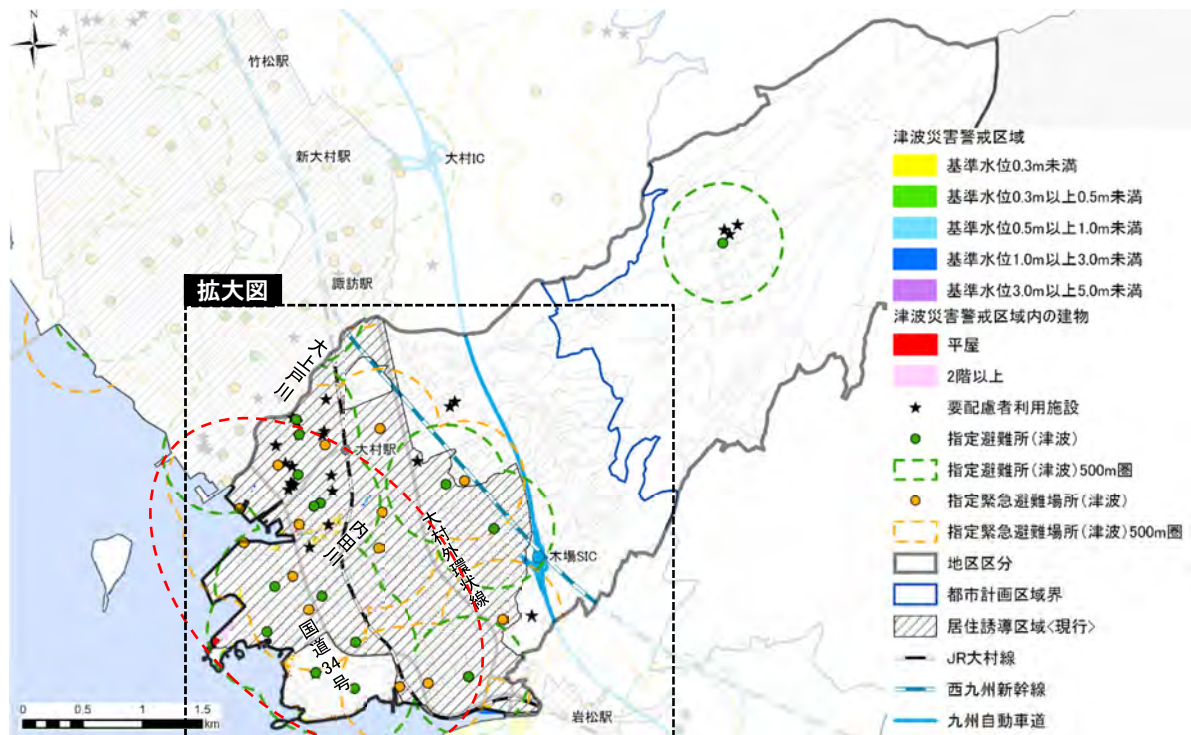 N
竹松駅
新大村駅
大村IC
諏訪駅
拡大図
大上戸川
大村駅
内田川
大村外環状線
木場SIC
国道34号
岩松駅
0 0.5 1 1.5
km
津波災害警戒区域
基準水位0.3m未満
基準水位0.3m以上0.5m未満
基準水位0.5m以上1.0m未満
基準水位1.0m以上3.0m未満
基準水位3.0m以上5.0m未満
津波災害警戒区域内の建物
平屋
2階以上
要配慮者利用施設
指定避難所(津波)
指定避難所(津波)500m圏
指定緊急避難場所(津波)
指定緊急避難場所(津波)500m圏
地区区分
都市計画区域界
居住誘導区域<現行>
JR大村線
西九州新幹線
九州自動車道